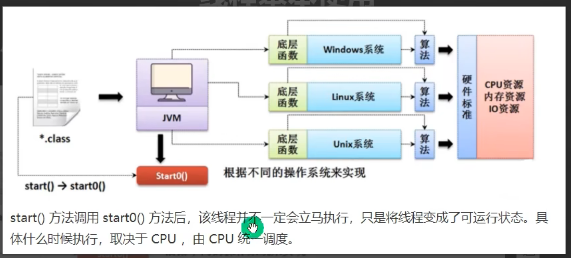 底层函数
Windows系统
算法
底层函数
Linux系统
算法
底层函数
Unix系统
算法
硬件标准
CPU资源
内存资源
IO资源
*.class
JVM
Start0()
start() → start0()
根据不同的操作系统来实现
start() 方法调用 start0() 方法后，该线程并不一定会立马执行，只是将线程变成了可运行状态。具
体什么时候执行，取决于 CPU ，由 CPU 统一调度。